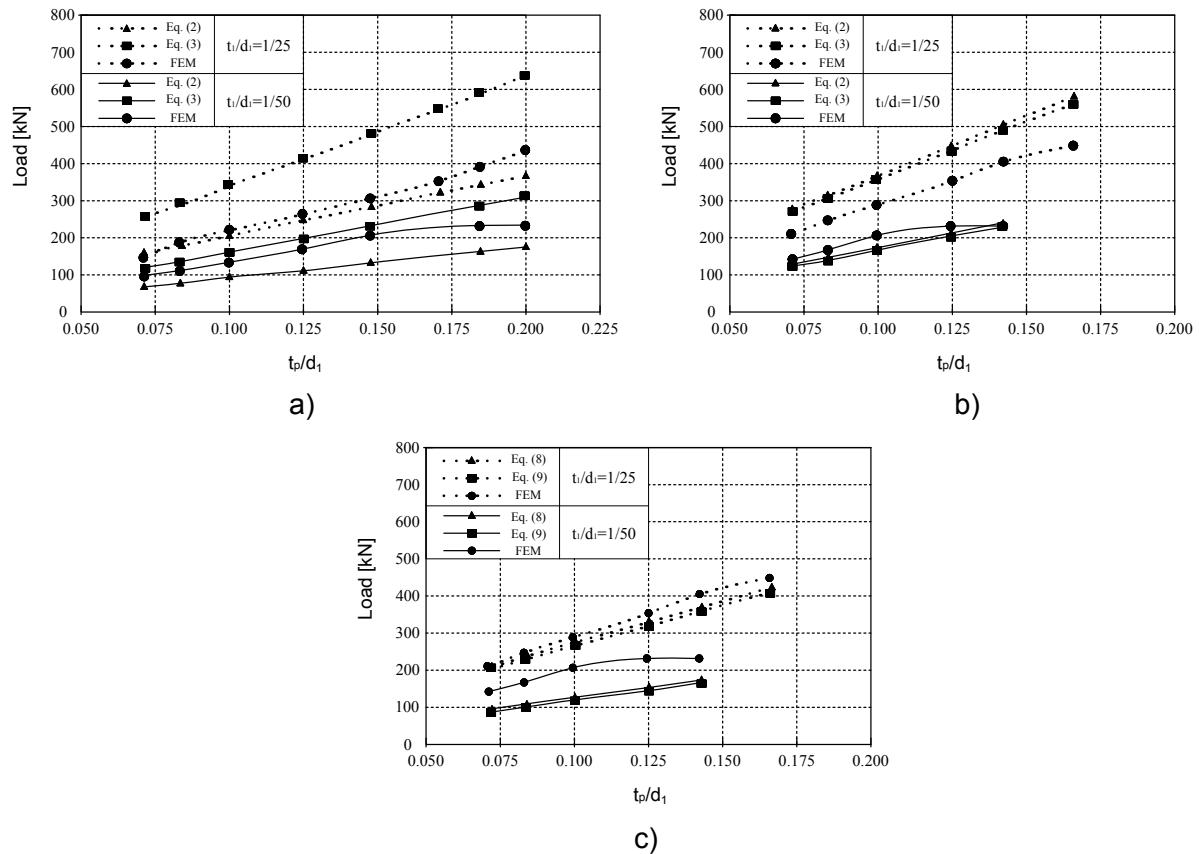 800
700
600
500
400
300
200
100
0
Load [kN]
Eq. (2)
Eq. (3)
FEM
t₁/d₁=1/25
Eq. (2)
Eq. (3)
FEM
t₁/d₁=1/50
0.050 0.075 0.100 0.125 0.150 0.175 0.200 0.225
tₚ/d₁
a)
800
700
600
500
400
300
200
100
0
Load [kN]
Eq. (2)
Eq. (3)
FEM
t₁/d₁=1/25
Eq. (2)
Eq. (3)
FEM
t₁/d₁=1/50
0.050 0.075 0.100 0.125 0.150 0.175 0.200
tₚ/d₁
b)
800
700
600
500
400
300
200
100
0
Load [kN]
Eq. (8)
Eq. (9)
FEM
t₁/d₁=1/25
Eq. (8)
Eq. (9)
FEM
t₁/d₁=1/50
0.050 0.075 0.100 0.125 0.150 0.175 0.200
tₚ/d₁
c)